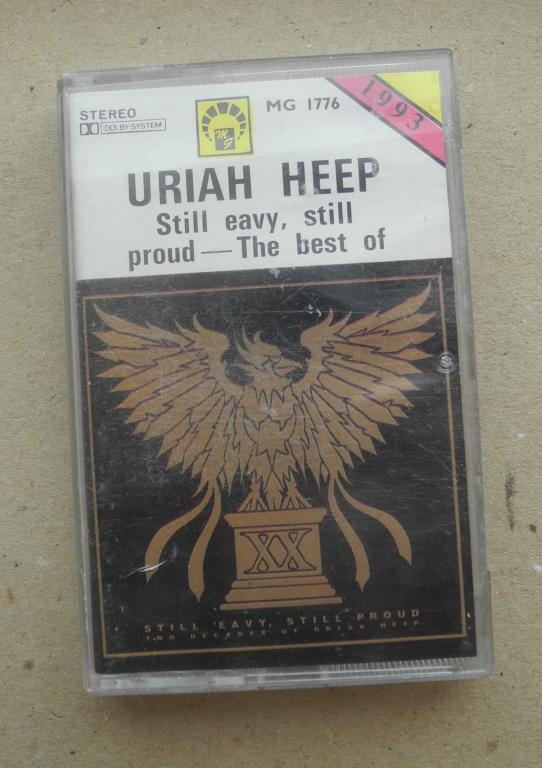 STEREO
DOLBY SYSTEM
MG
MG 1776
1993
URIAH HEEP
Still eavy, still
proud — The best of
XX
STILL 'EAVY, STILL PROUD
TWO DECADES OF URIAH HEEP